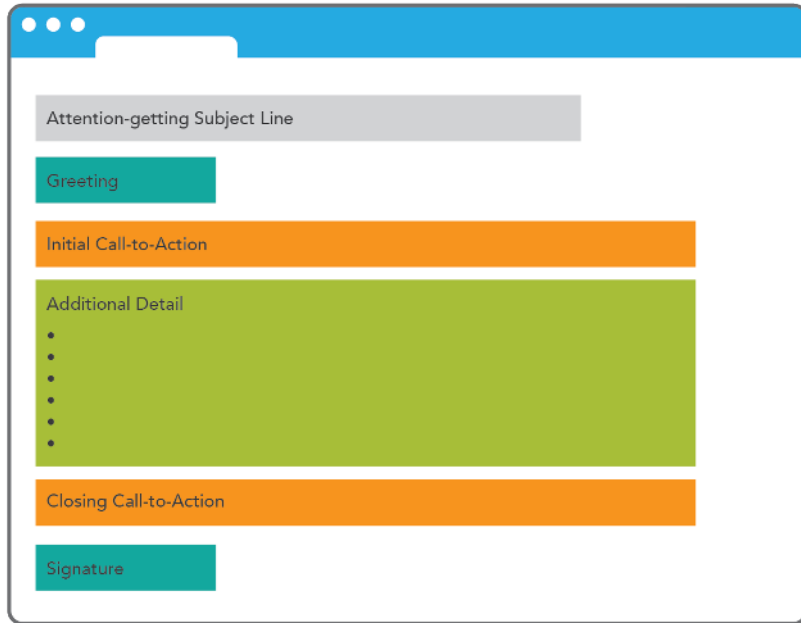 Attention-getting Subject Line
Greeting
Initial Call-to-Action
Additional Detail
•
•
•
•
•
•
Closing Call-to-Action
Signature